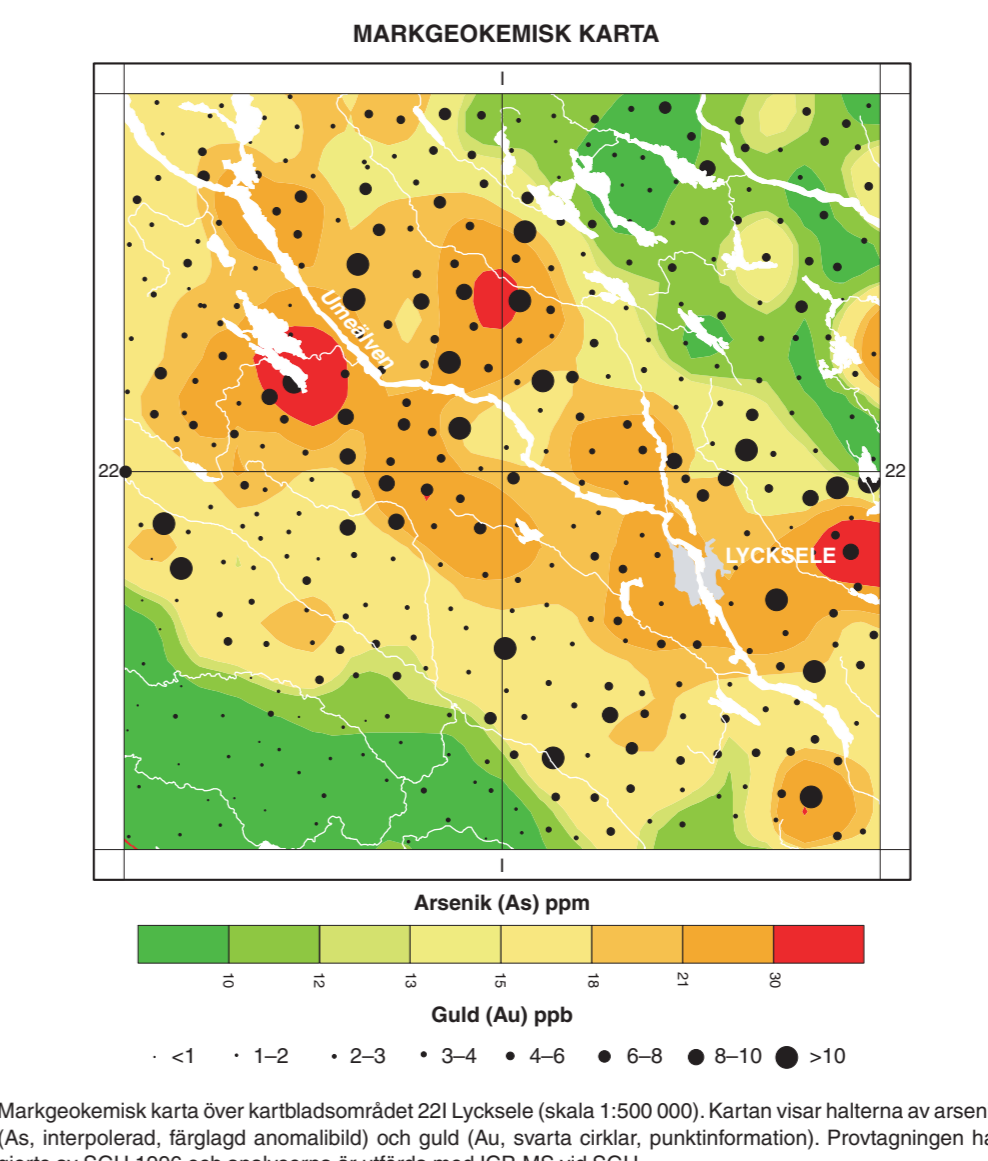 MARKGEOKEMISK KARTA
I
Umeälven
22
22
LYCKSELE
I
Arsenik (As) ppm
10 12 13 15 18 21 30
Guld (Au) ppb
<1 1–2 2–3 3–4 4–6 6–8 8–10 >10
Markgeokemisk karta över kartbladsområdet 22I Lycksele (skala 1:500 000). Kartan visar halterna av arsen
(As, interpolerad, färglagd anomalibild) och guld (Au, svarta cirklar, punktinformation). Provtagningen ha